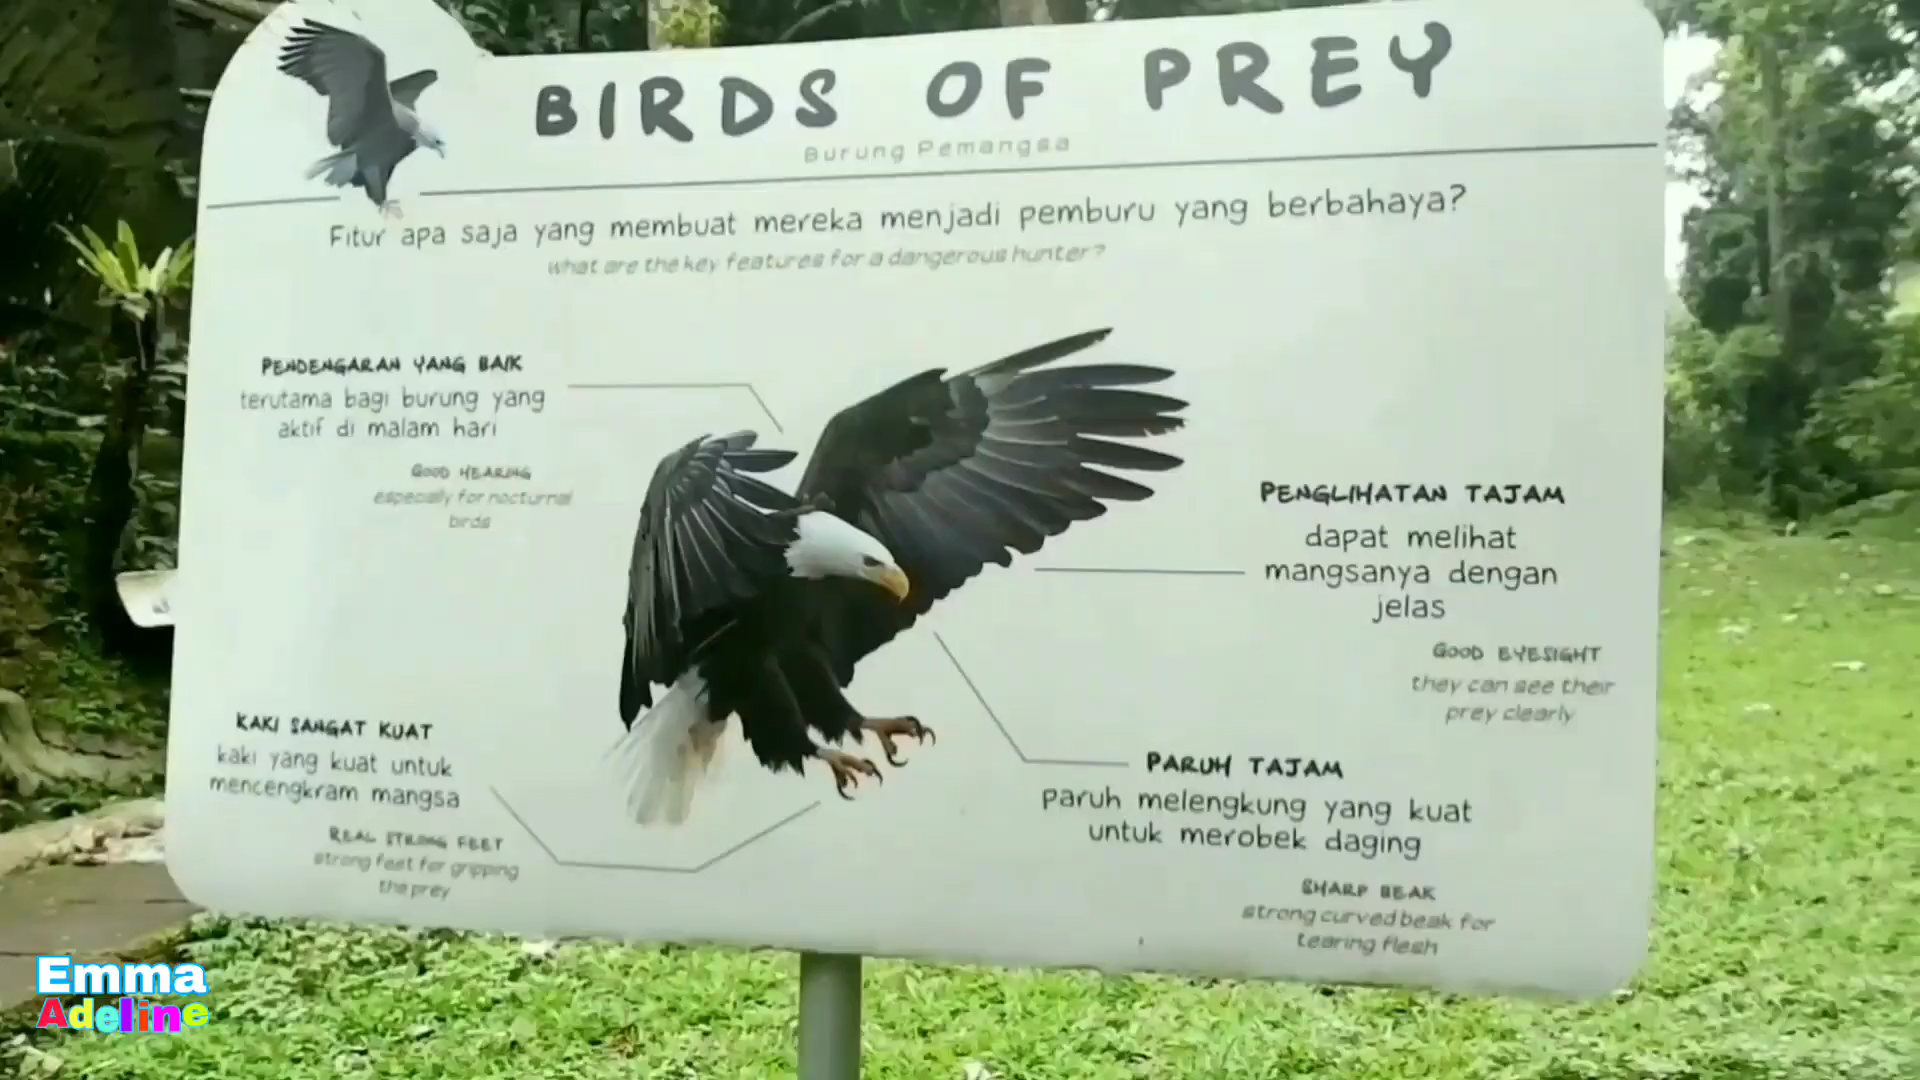 BIRDS OF PREY
Burung Pemangsa
Fitur apa saja yang membuat mereka menjadi pemburu yang berbahaya?
what are the key features for a dangerous hunter?
PENDENGARAN YANG BAIK
terutama bagi burung yang
aktif di malam hari
GOOD HEARING
especially for nocturnal
birds
PENGLIHATAN TAJAM
dapat melihat
mangsanya dengan
jelas
GOOD EYESIGHT
they can see their
prey clearly
KAKI SANGAT KUAT
kaki yang kuat untuk
mencengkram mangsa
REAL STRONG FEET
strong feet for gripping
the prey
PARUH TAJAM
paruh melengkung yang kuat
untuk merobek daging
SHARP BEAK
strong curved beak for
tearing flesh
Emma
Adeline